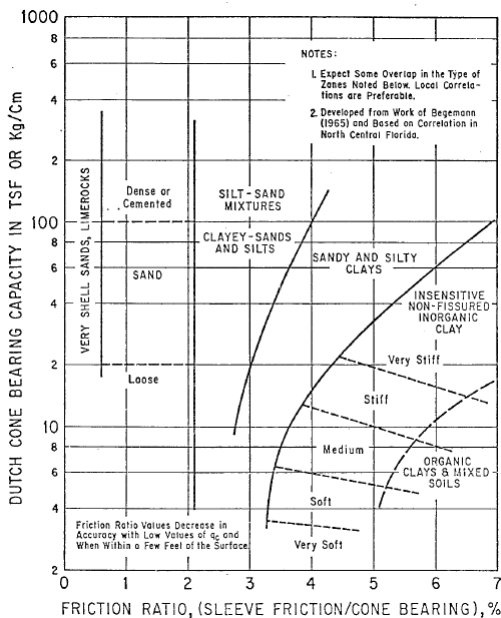 1000
8
6
4
2
100
8
6
4
2
10
8
6
4
2
DUTCH CONE BEARING CAPACITY IN TSF OR Kg/Cm
NOTES:
1. Expect Some Overlap in the Type of
Zones Noted Below. Local Correla-
tions are Preferable.
2. Developed from Work of Begemann
(1965) and Based on Correlation in
North Central Florida.
VERY SHELL SANDS, LIMEROCKS
Dense or
Cemented
SAND
Loose
SILT-SAND
MIXTURES
CLAYEY-SANDS
AND SILTS
SANDY AND SILTY
CLAYS
INSENSITIVE
NON-FISSURED
INORGANIC
CLAY
Very Stiff
Stiff
Medium
ORGANIC
CLAYS & MIXED
SOILS
Soft
Very Soft
Friction Ratio Values Decrease in
Accuracy with Low Values of qc and
When Within a Few Feel of the Surface.
0 1 2 3 4 5 6 7
FRICTION RATIO, (SLEEVE FRICTION/CONE BEARING), %